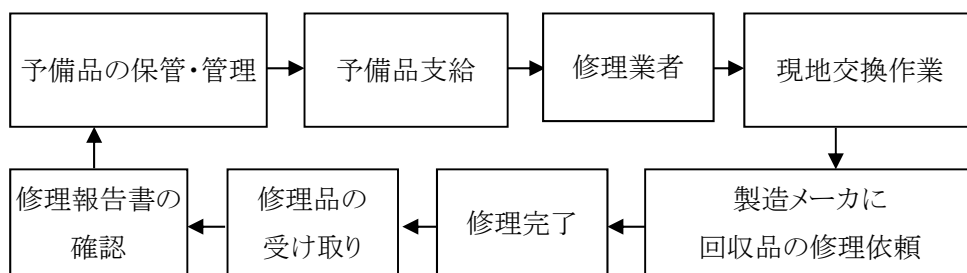 予備品の保管・管理
予備品支給
修理業者
現地交換作業
製造メーカに
回収品の修理依頼
修理完了
修理品の
受け取り
修理報告書の
確認